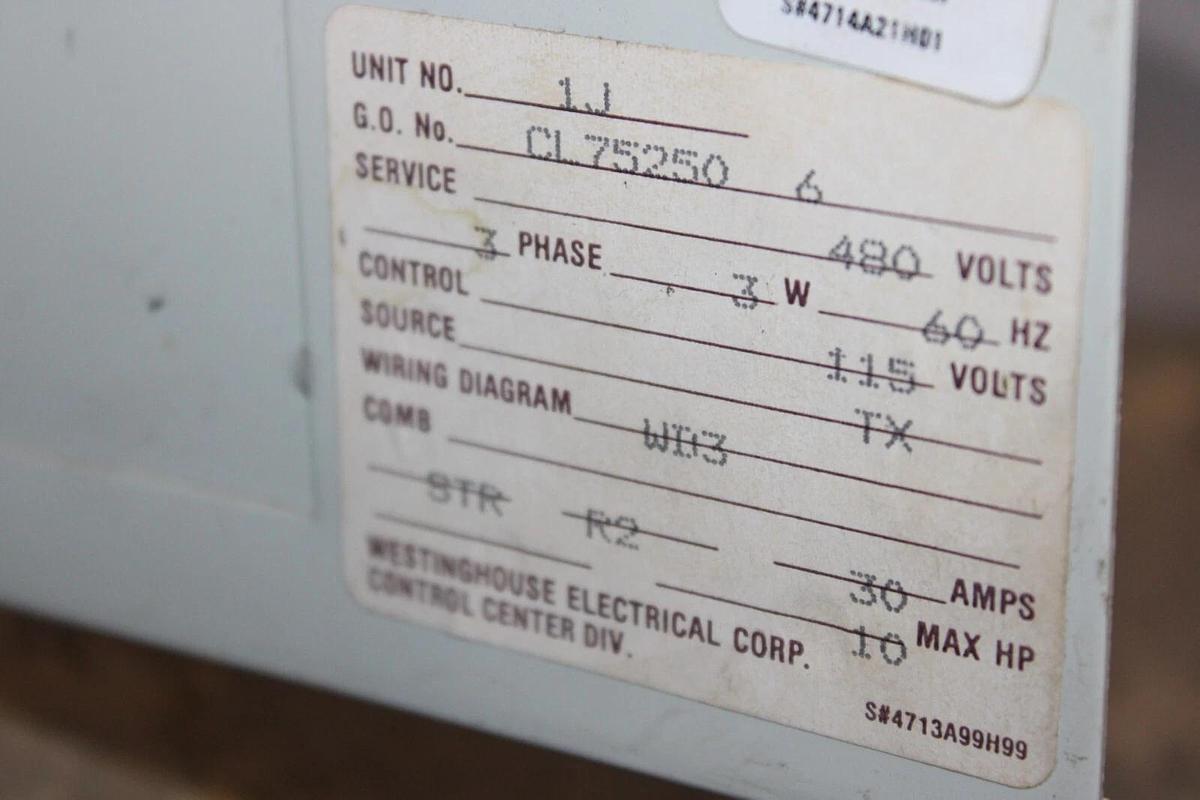 S#4714A21H01
UNIT NO. 1J
G.O. No. CL75250 6
SERVICE 480 VOLTS
3 PHASE 3 W 60 HZ
CONTROL 115 VOLTS
SOURCE TX
WIRING DIAGRAM WD3
COMB
STR R2 30 AMPS
10 MAX HP
WESTINGHOUSE ELECTRICAL CORP.
CONTROL CENTER DIV.
S#4713A99H99